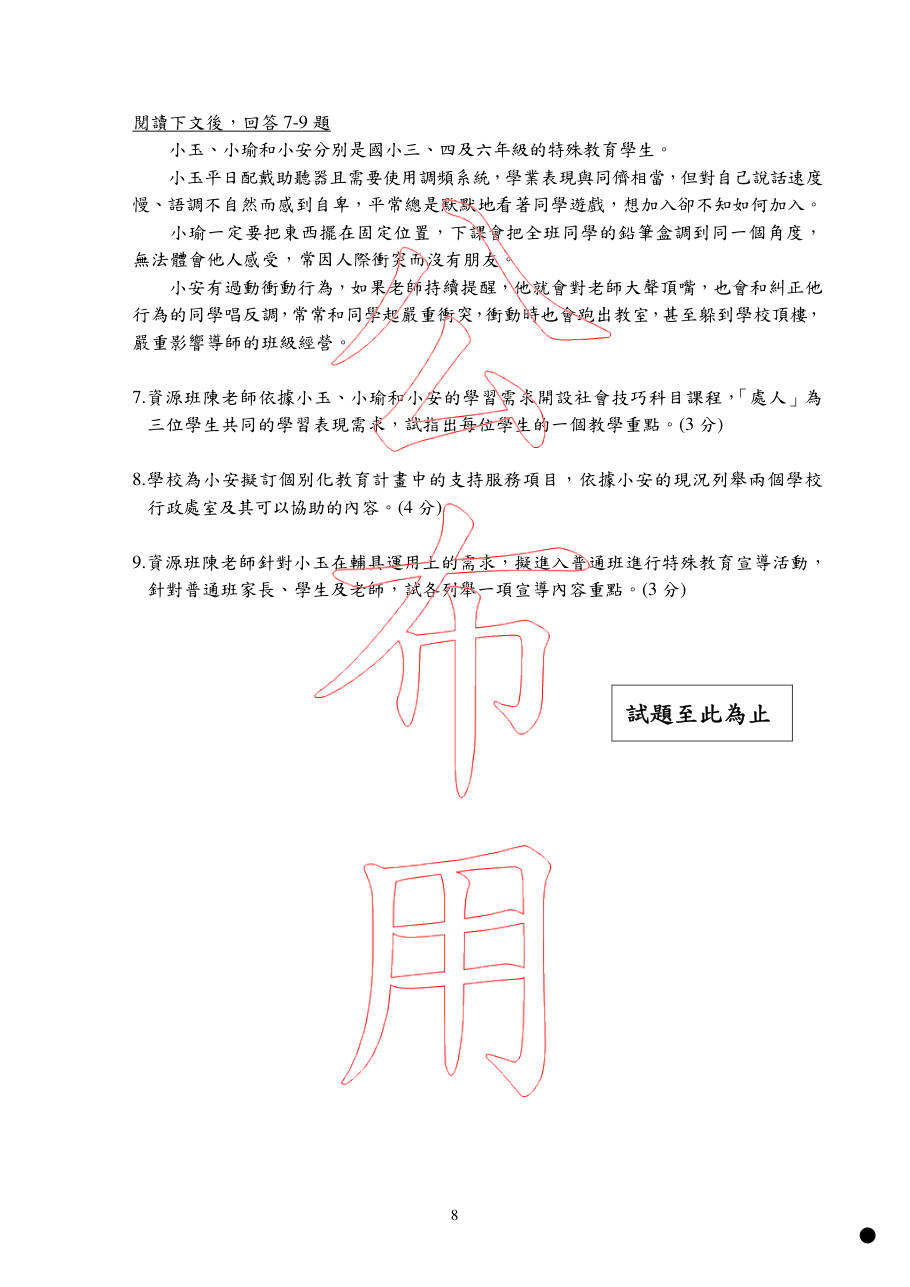 閱讀下文後，回答 7-9 題
小玉、小瑜和小安分別是國小三、四及六年級的特殊教育學生。
小玉平日配戴助聽器且需要使用調頻系統，學業表現與同儕相當，但對自己說話速度
慢、語調不自然而感到自卑，平常總是默默地看著同學遊戲，想加入卻不知如何加入。
小瑜一定要把東西擺在固定位置，下課會把全班同學的鉛筆盒調到同一個角度，
無法體會他人感受，常因人際衝突而沒有朋友。
小安有過動衝動行為，如果老師持續提醒，他就會對老師大聲頂嘴，也會和糾正他
行為的同學唱反調，常常和同學起嚴重衝突，衝動時也會跑出教室，甚至躲到學校頂樓，
嚴重影響導師的班級經營。
7.資源班陳老師依據小玉、小瑜和小安的學習需求開設社會技巧科目課程，「處人」為
三位學生共同的學習表現需求，試指出每位學生的一個教學重點。(3 分)
8.學校為小安擬訂個別化教育計畫中的支持服務項目，依據小安的現況列舉兩個學校
行政處室及其可以協助的內容。(4 分)
9.資源班陳老師針對小玉在輔具運用上的需求，擬進入普通班進行特殊教育宣導活動，
針對普通班家長、學生及老師，試各列舉一項宣導內容重點。(3 分)
試題至此為止
公
布
用
8